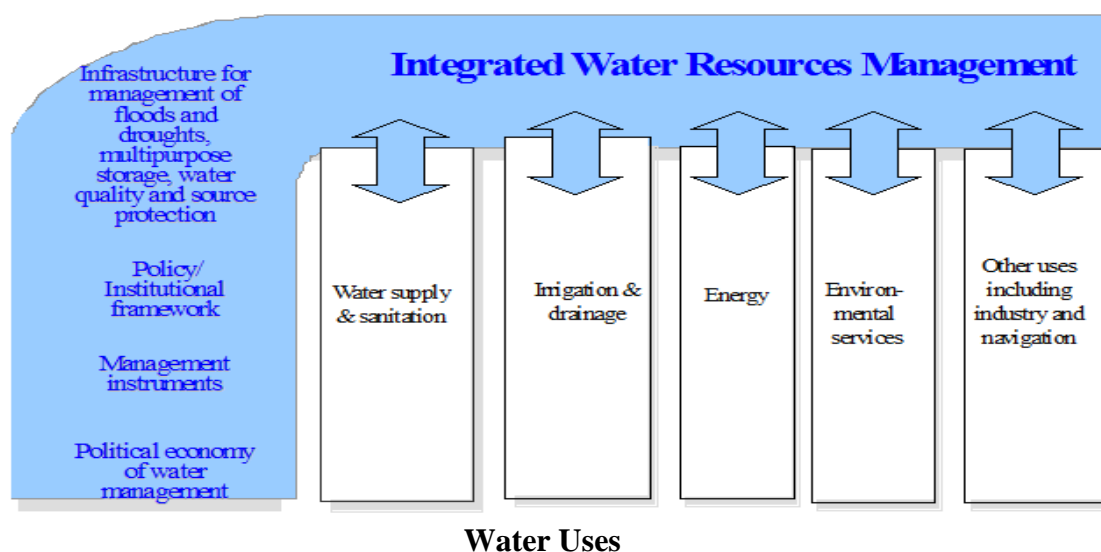 Integrated Water Resources Management
Infrastructure for
management of
floods and
droughts,
multipurpose
storage, water
quality and source
protection
Policy/
Institutional
framework
Management
instruments
Political economy
of water
management
Water supply
& sanitation
Irrigation &
drainage
Energy
Environ-
mental
services
Other uses
including
industry and
navigation
Water Uses